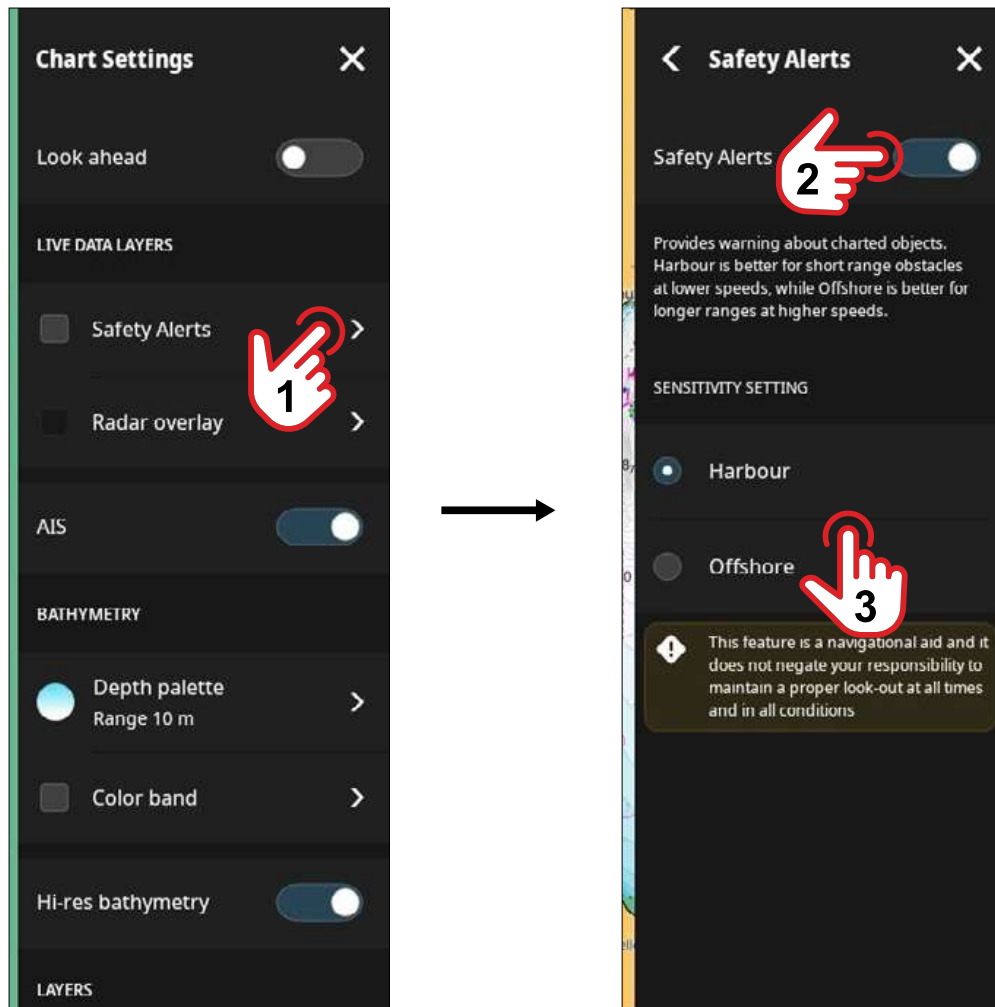 Chart Settings
Look ahead
LIVE DATA LAYERS
Safety Alerts
1
Radar overlay
AIS
BATHYMETRY
Depth palette
Range 10 m
Color band
Hi-res bathymetry
LAYERS
Safety Alerts
Safety Alerts
2
Provides warning about charted objects.
Harbour is better for short range obstacles
at lower speeds, while Offshore is better for
longer ranges at higher speeds.
SENSITIVITY SETTING
Harbour
Offshore
3
This feature is a navigational aid and it
does not negate your responsibility to
maintain a proper look-out at all times
and in all conditions